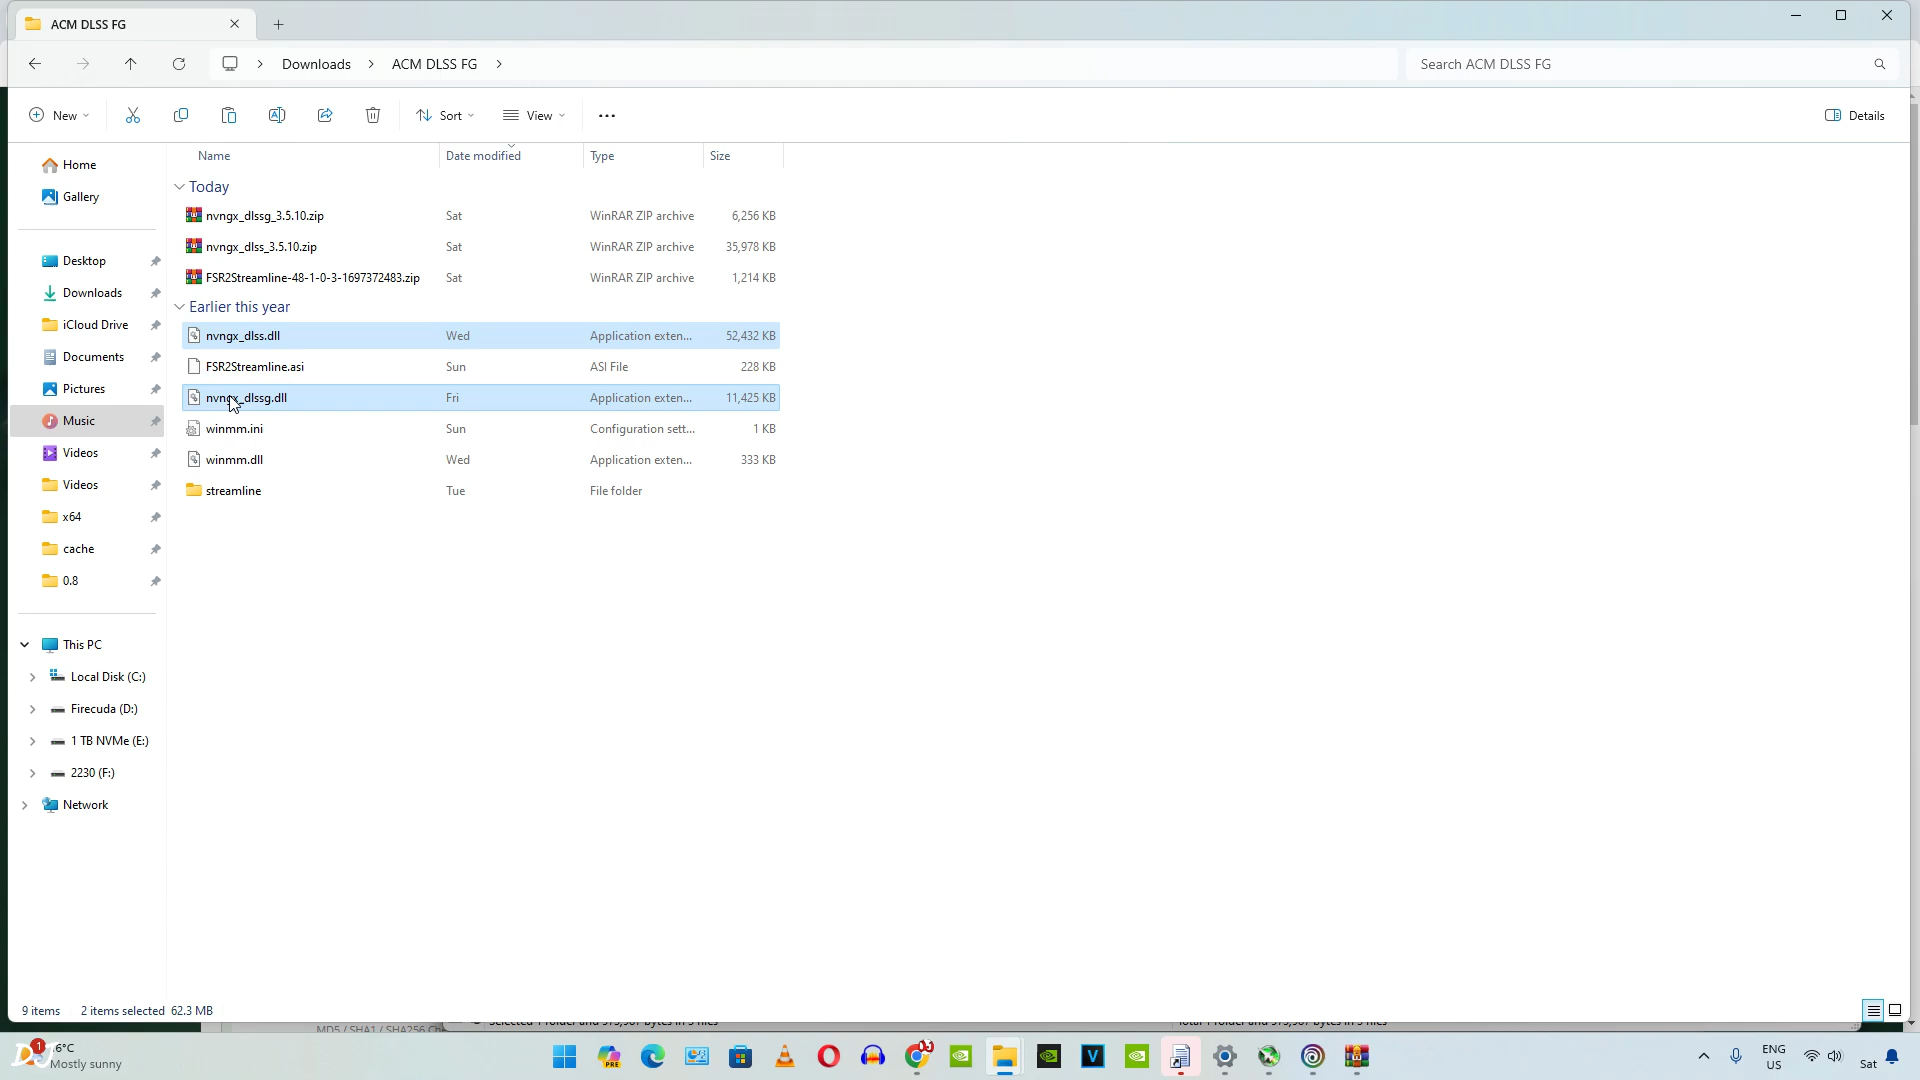 ACM DLSS FG
Downloads
ACM DLSS FG
Search ACM DLSS FG
New
Sort
View
Details
Name
Date modified
Type
Size
Today
nvngx_dlssg_3.5.10.zip Sat WinRAR ZIP archive 6,256 KB
nvngx_dlss_3.5.10.zip Sat WinRAR ZIP archive 35,978 KB
FSR2Streamline-48-1-0-3-1697372483.zip Sat WinRAR ZIP archive 1,214 KB
Earlier this year
nvngx_dlss.dll Wed Application exten... 52,432 KB
FSR2Streamline.asi Sun ASI File 228 KB
nvngx_dlssg.dll Fri Application exten... 11,425 KB
winmm.ini Sun Configuration sett... 1 KB
winmm.dll Wed Application exten... 333 KB
streamline Tue File folder
Home
Gallery
Desktop
Downloads
iCloud Drive
Documents
Pictures
Music
Videos
Videos
x64
cache
0.8
This PC
Local Disk (C:)
Firecuda (D:)
1 TB NVMe (E:)
2230 (F:)
Network
9 items 2 items selected 62.3 MB
6°C
Mostly sunny
ENG
US
Sat